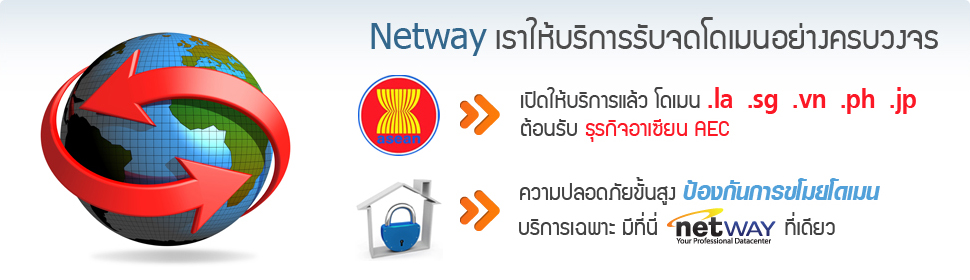 Netway เราให้บริการรับจดโดเมนอย่างครบวงจร
asean
เปิดให้บริการแล้ว โดเมน .la .sg .vn .ph .jp
ต้อนรับ ธุรกิจอาเซียน AEC
ความปลอดภัยขั้นสูง ป้องกันการขโมยโดเมน
บริการเฉพาะ มีที่นี่ netWAY ที่เดียว
Your Professional Datacenter